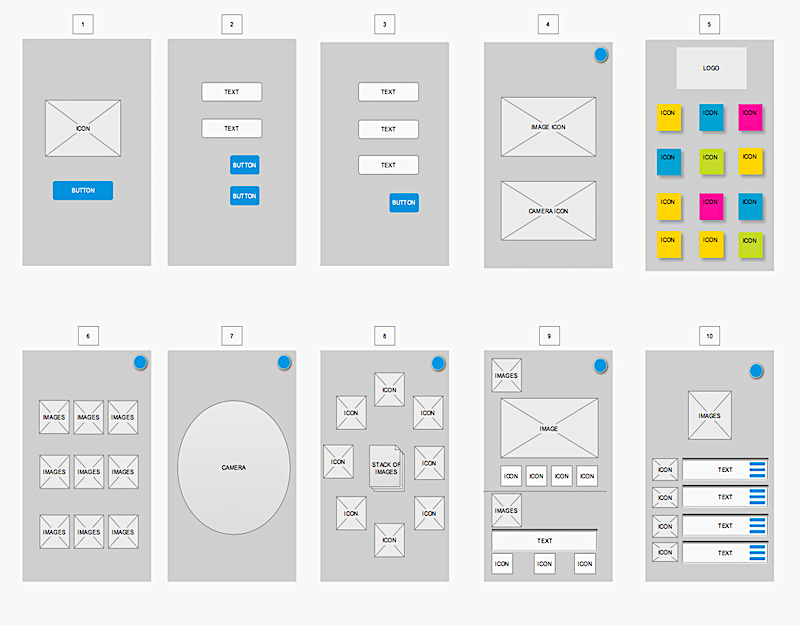 1
2
3
4
5
ICON
BUTTON
TEXT
TEXT
BUTTON
BUTTON
TEXT
TEXT
TEXT
BUTTON
IMAGE ICON
CAMERA ICON
LOGO
ICON ICON ICON
ICON ICON ICON
ICON ICON ICON
ICON ICON ICON
6
7
8
9
10
IMAGES IMAGES IMAGES
IMAGES IMAGES IMAGES
IMAGES IMAGES IMAGES
CAMERA
ICON
ICON ICON
ICON STACK OF ICON
IMAGES
ICON ICON
ICON
IMAGES
IMAGE
ICON ICON ICON ICON
IMAGES
TEXT
ICON ICON ICON
IMAGES
ICON TEXT
ICON TEXT
ICON TEXT
ICON TEXT